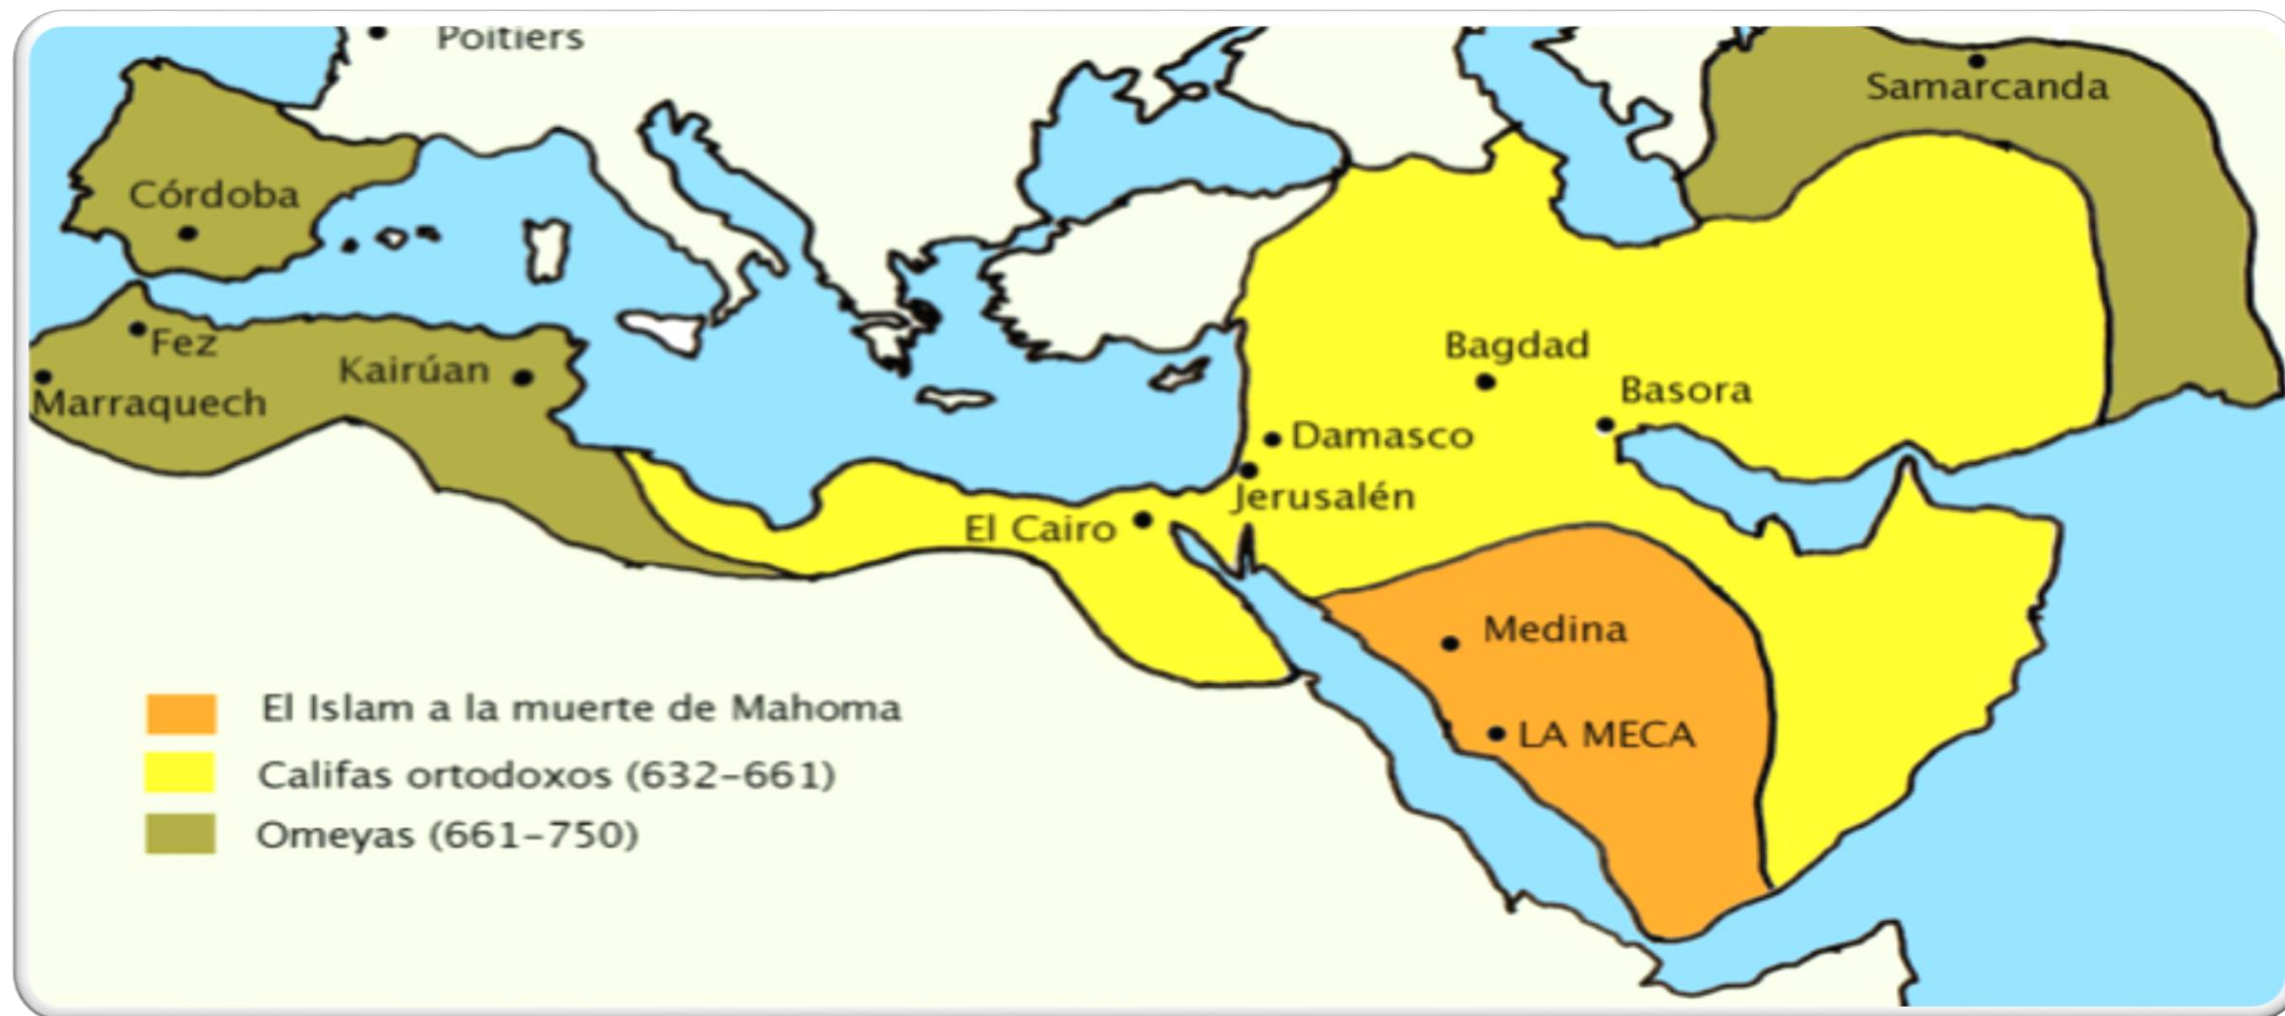 Poitiers
Samarcanda
Córdoba
Fez
Kairúan
Marraquech
Bagdad
Basora
Damasco
Jerusalén
El Cairo
Medina
LA MECA
El Islam a la muerte de Mahoma
Califas ortodoxos (632-661)
Omeyas (661-750)